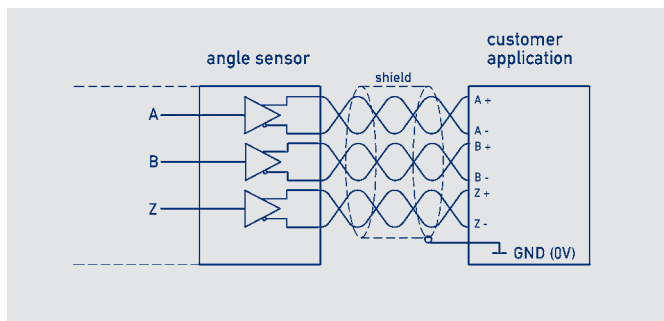 angle sensor
customer
application
shield
A
B
Z
A +
A -
B +
B -
Z +
Z -
GND (0V)